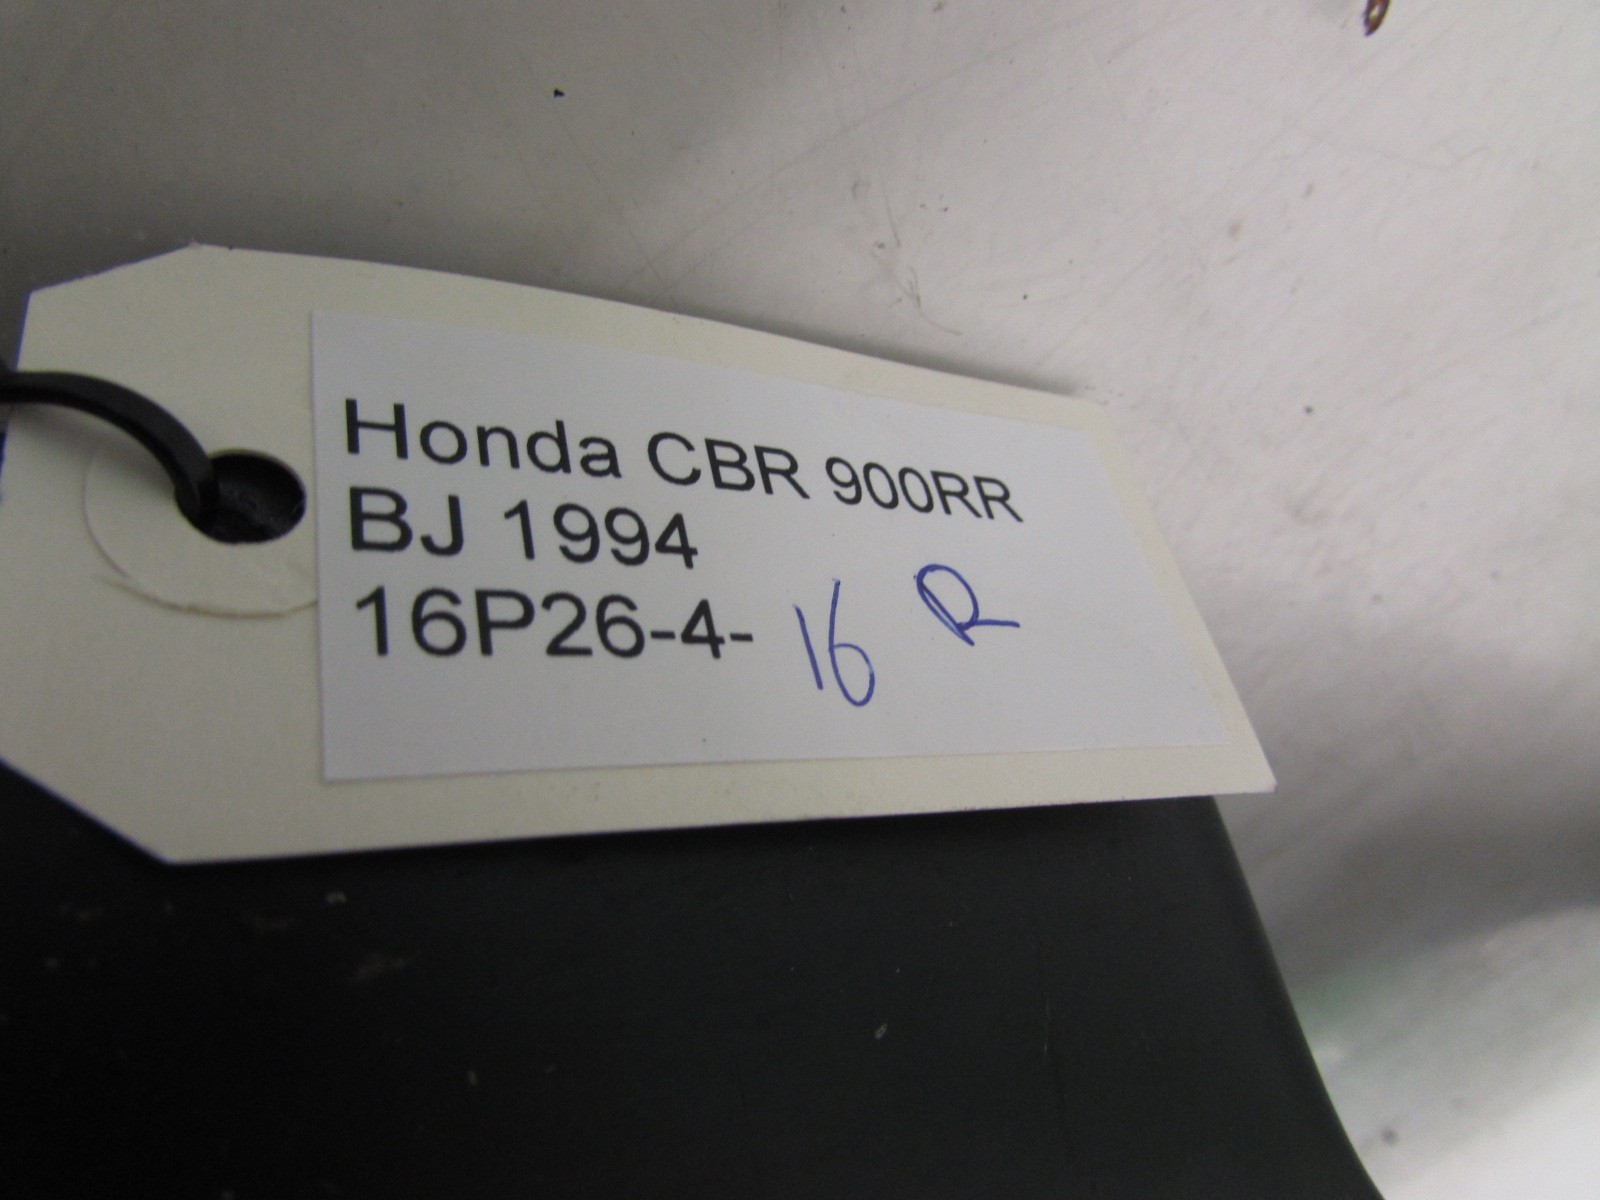 Honda CBR 900RR
BJ 1994
16P26-4- 16 R